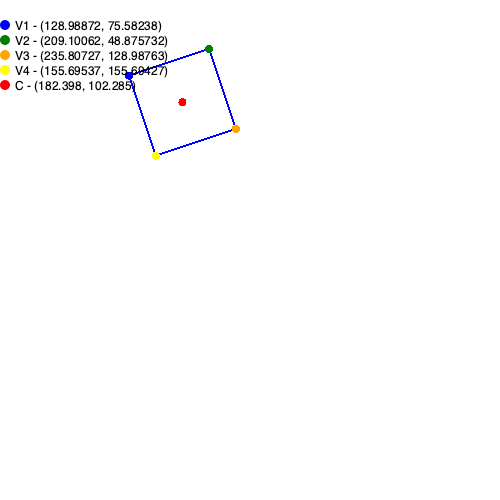 V1 - (128.98872, 75.58238)
V2 - (209.10062, 48.875732)
V3 - (235.80727, 128.98763)
V4 - (155.69537, 155.69427)
C - (182.398, 102.285)